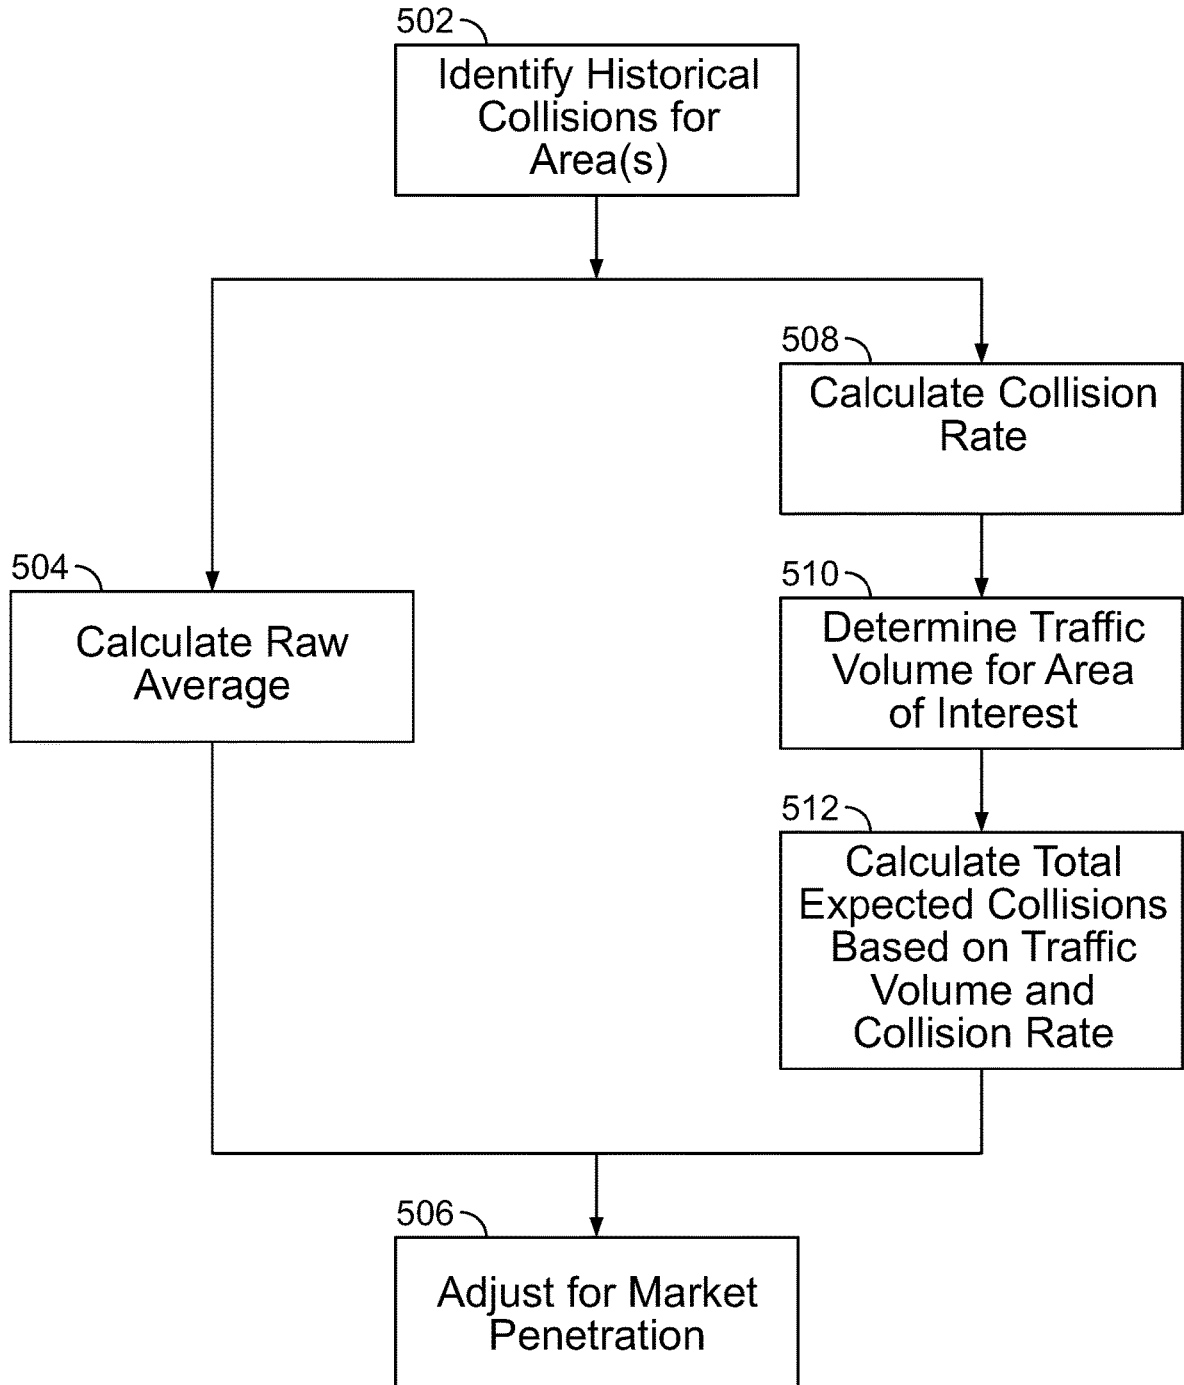 502
Identify Historical
Collisions for
Area(s)
508
Calculate Collision
Rate
504
Calculate Raw
Average
510
Determine Traffic
Volume for Area
of Interest
512
Calculate Total
Expected Collisions
Based on Traffic
Volume and
Collision Rate
506
Adjust for Market
Penetration